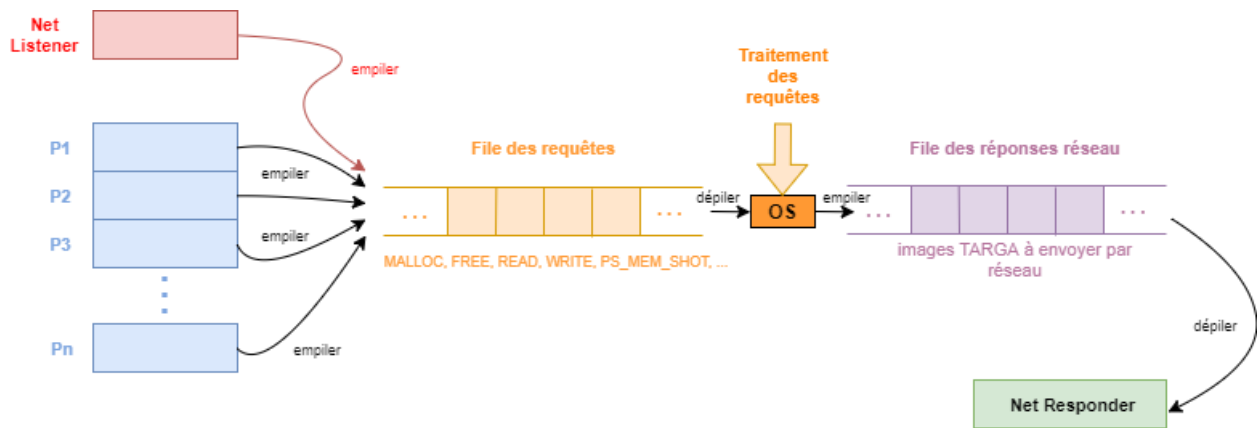 Net
Listener
empiler
P1
P2
P3
Pn
empiler
empiler
empiler
File des requêtes
...
...
MALLOC, FREE, READ, WRITE, PS_MEM_SHOT, ...
dépiler
Traitement
des
requêtes
OS
empiler
File des réponses réseau
...
...
images TARGA à envoyer par
réseau
dépiler
Net Responder